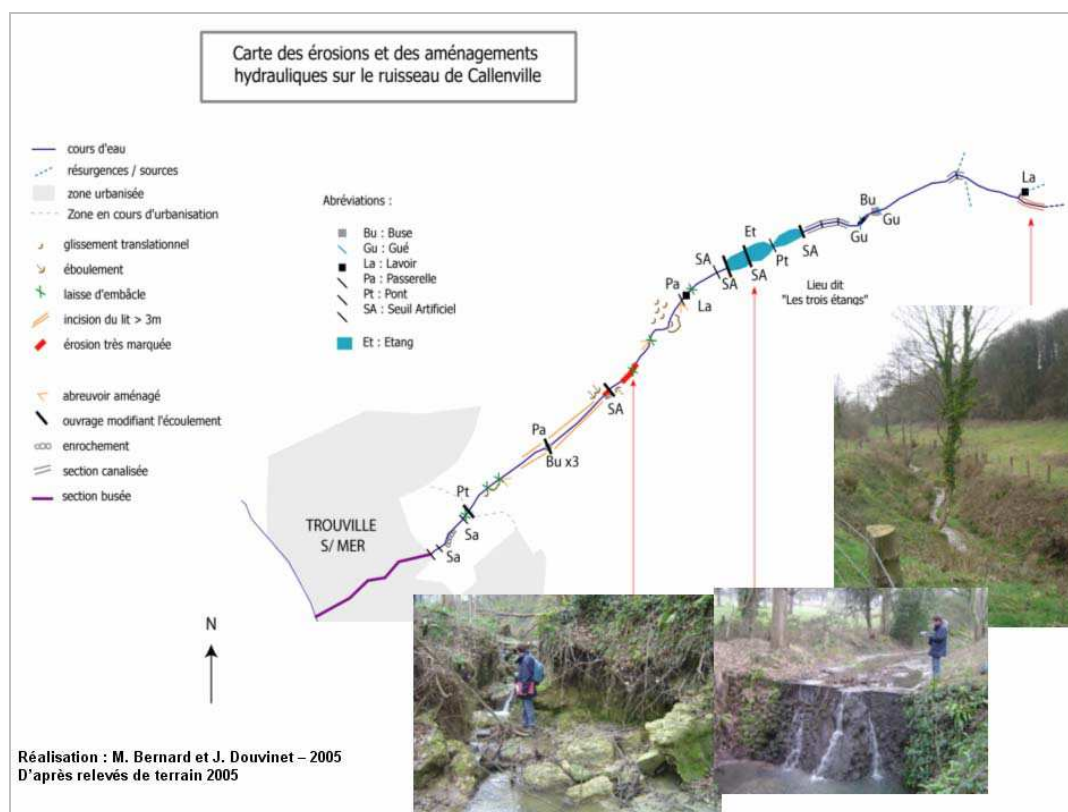 Carte des érosions et des aménagements
hydrauliques sur le ruisseau de Callenville
cours d'eau
résurgences / sources
zone urbanisée
Zone en cours d'urbanisation
glissement translationnel
éboulement
laisse d'embâcle
incision du lit > 3m
érosion très marquée
abreuvoir aménagé
ouvrage modifiant l'écoulement
enrochement
section canalisée
section busée
Abréviations :
Bu : Buse
Gu : Gué
La : Lavoir
Pa : Passerelle
Pt : Pont
SA : Seuil Artificiel
Et : Etang
La
Bu
Gu
Gu
Et
SA
Pt
SA
SA
SA
Lieu dit
"Les trois étangs"
Pa
La
SA
Pa
Bu x3
Pt
Sa
Sa
TROUVILLE
S/ MER
N
Réalisation : M. Bernard et J. Douvinet – 2005
D'après relevés de terrain 2005